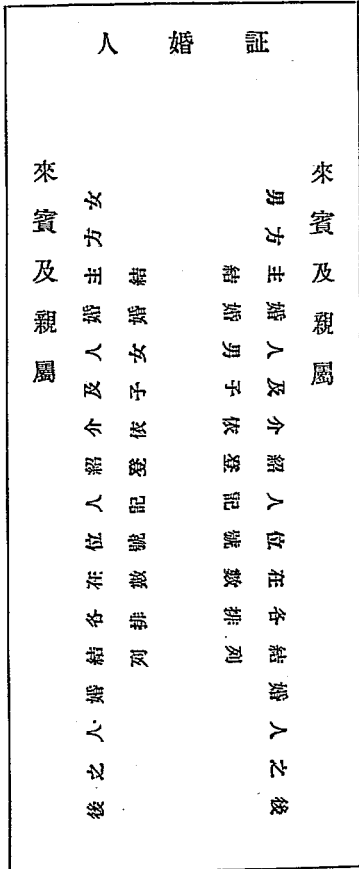 証婚人
來賓及親屬
男方主婚人及介紹人位在各結婚人之後
結婚男子依登記號數排列
結婚女子依登記號數排列
女方主婚人及介紹人位在各結婚人之後
來賓及親屬